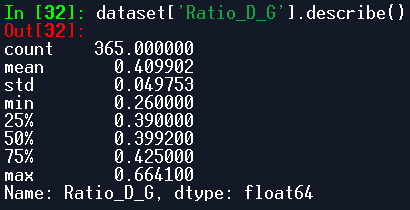 In [32]: dataset['Ratio_D_G'].describe()
Out[32]:
count    365.000000
mean       0.409902
std        0.049753
min        0.260000
25%        0.390000
50%        0.399200
75%        0.425000
max        0.664100
Name: Ratio_D_G, dtype: float64